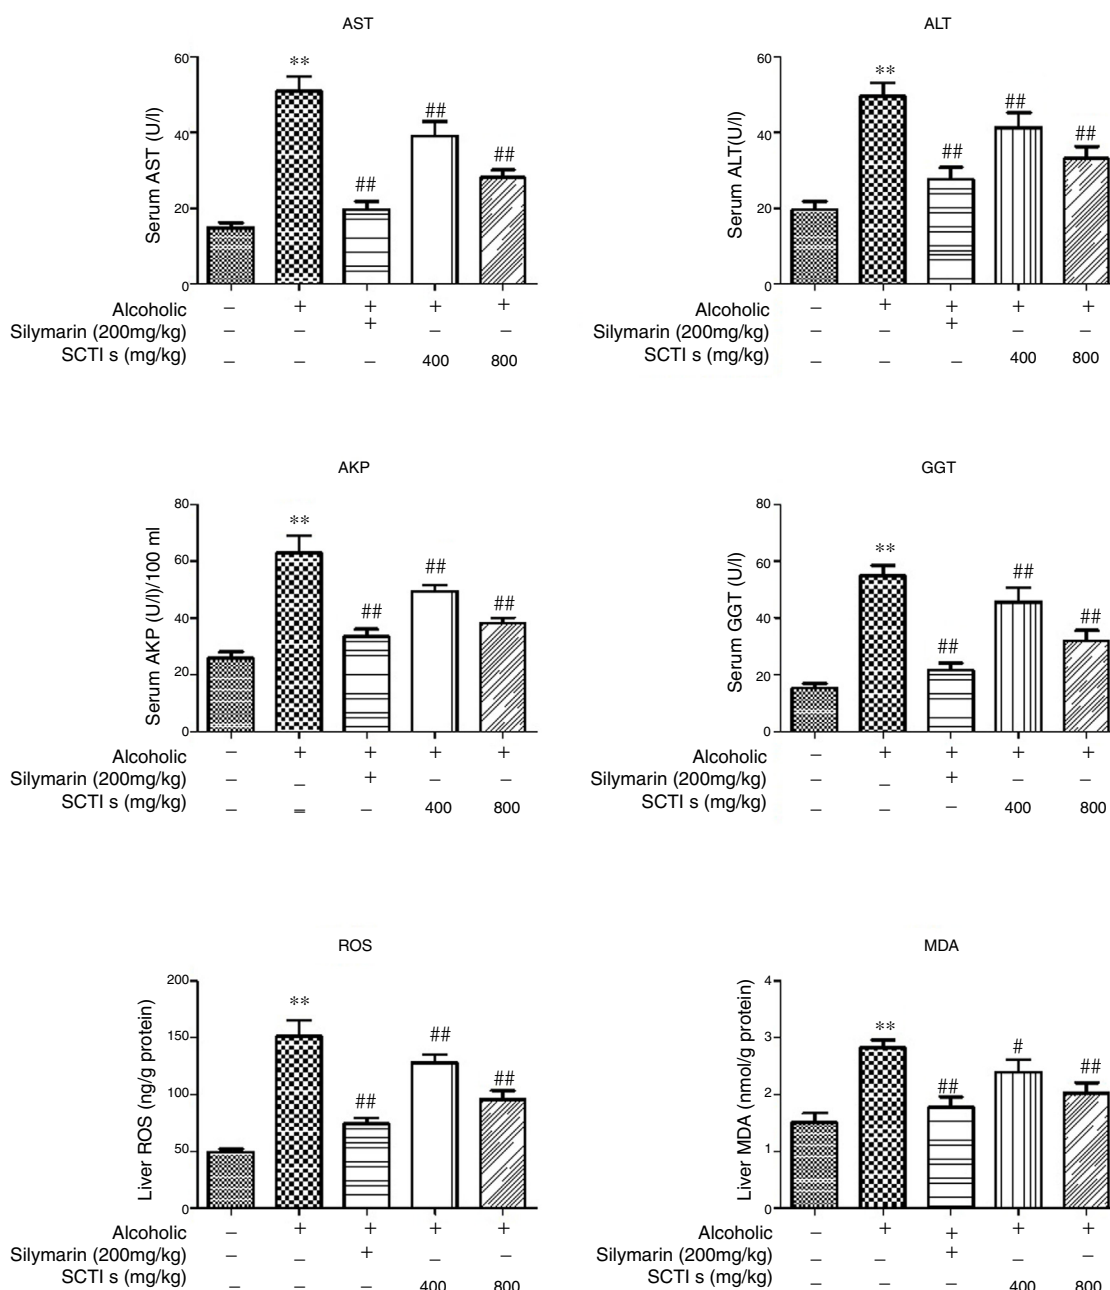 AST
Serum AST (U/l)
60
40
20
0
** ## ## ##
Alcoholic – + + + +
Silymarin (200mg/kg) – – + – –
SCTI s (mg/kg) – – – 400 800
ALT
Serum ALT(U/l)
60
40
20
0
** ## ## ##
Alcoholic – + + + +
Silymarin (200mg/kg) – – + – –
SCTI s (mg/kg) – – – 400 800
AKP
Serum AKP (U/l)/100 ml
80
60
40
20
0
** ## ## ##
Alcoholic – + + + +
Silymarin (200mg/kg) – – + – –
SCTI s (mg/kg) – = – 400 800
GGT
Serum GGT (U/l)
80
60
40
20
0
** ## ## ##
Alcoholic – + + + +
Silymarin (200mg/kg) – – + – –
SCTI s (mg/kg) – – – 400 800
ROS
Liver ROS (ng/g protein)
200
150
100
50
0
** ## ## ##
Alcoholic – + + + +
Silymarin (200mg/kg) – – + – –
SCTI s (mg/kg) – – – 400 800
MDA
Liver MDA (nmol/g protein)
4
3
2
1
0
** ## # ##
Alcoholic – + + + +
Silymarin (200mg/kg) – – + – –
SCTI s (mg/kg) – – – 400 800